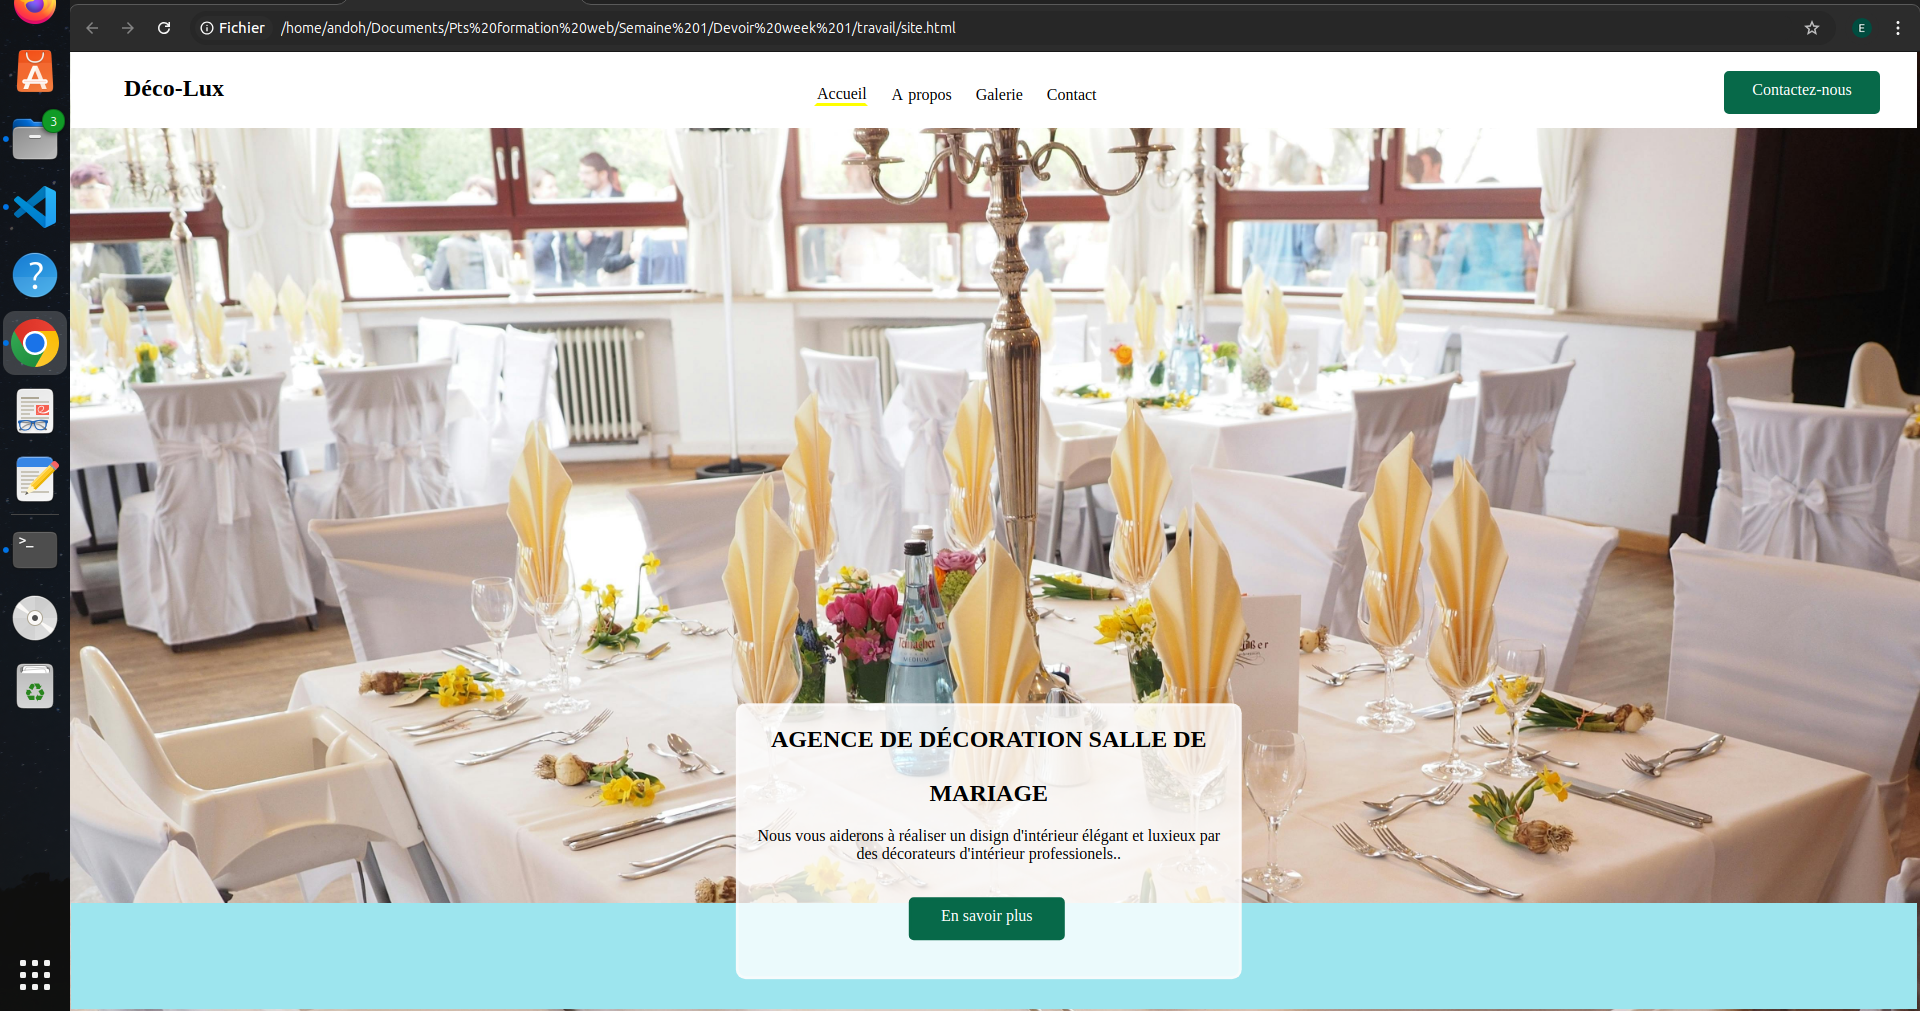 Fichier /home/andoh/Documents/Pts%20formation%20web/Semaine%201/Devoir%20week%201/travail/site.html
E
3
Déco-Lux
Accueil A propos Galerie Contact
Contactez-nous
MEDIUM
AGENCE DE DÉCORATION SALLE DE
MARIAGE
Nous vous aiderons à réaliser un disign d'intérieur élégant et luxieux par
des décorateurs d'intérieur professionels..
En savoir plus